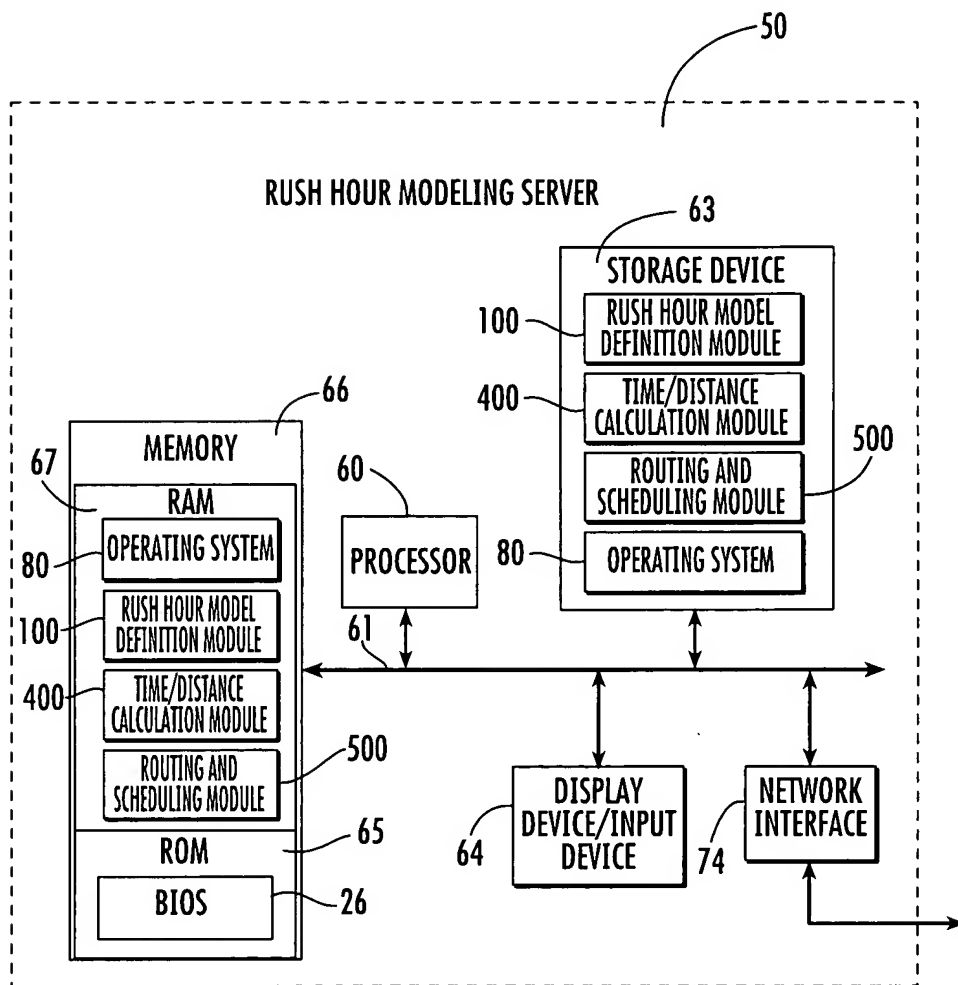 50
RUSH HOUR MODELING SERVER
63
STORAGE DEVICE
100
RUSH HOUR MODEL
DEFINITION MODULE
400
TIME/DISTANCE
CALCULATION MODULE
500
ROUTING AND
SCHEDULING MODULE
80
OPERATING SYSTEM
66
MEMORY
67
RAM
80
OPERATING SYSTEM
100
RUSH HOUR MODEL
DEFINITION MODULE
400
TIME/DISTANCE
CALCULATION MODULE
500
ROUTING AND
SCHEDULING MODULE
65
ROM
BIOS
26
60
PROCESSOR
61
DISPLAY
DEVICE/INPUT
DEVICE
64
NETWORK
INTERFACE
74